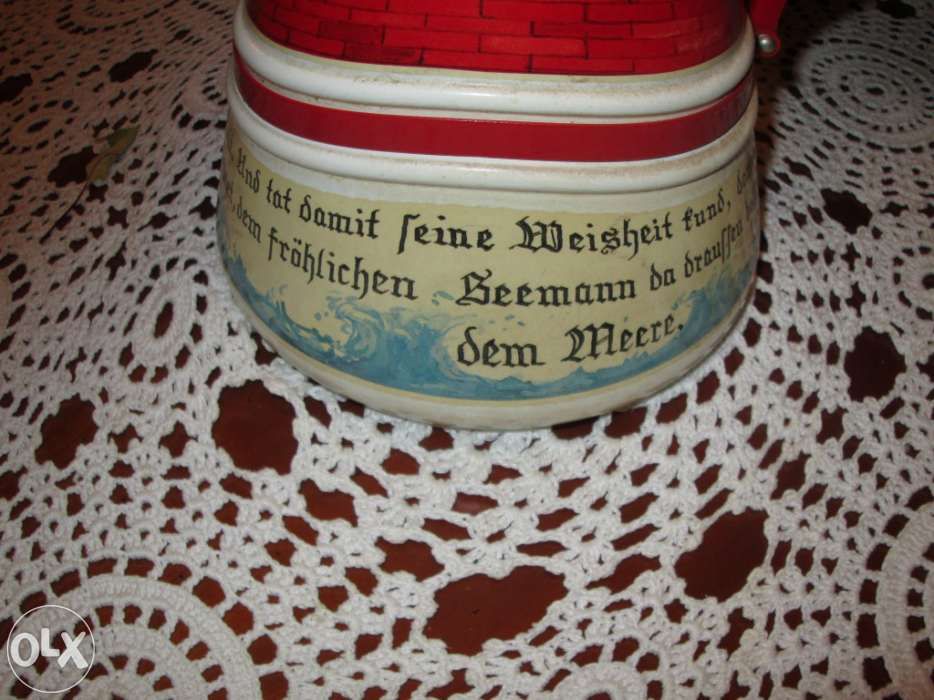 Und tat damit seine Weisheit kund,
dem fröhlichen Seemann da draussen
dem Meere.
OLX